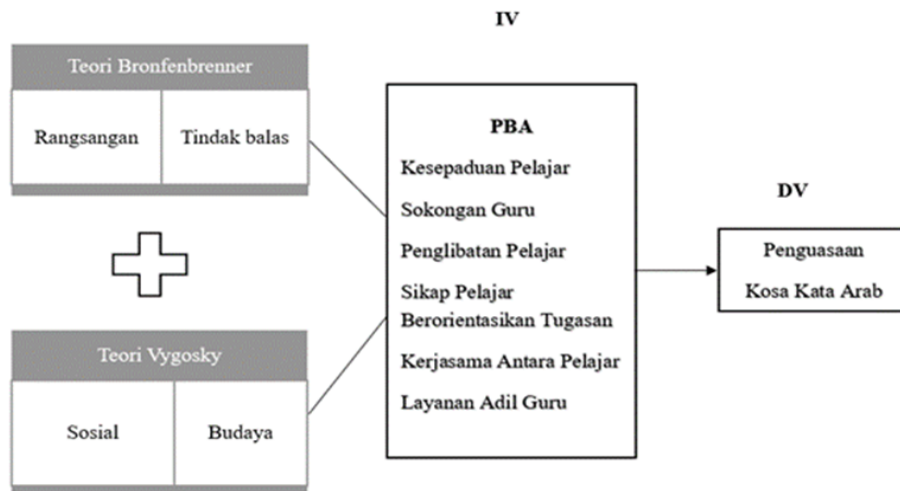 IV
Teori Bronfenbrenner
Rangsangan
Tindak balas
Teori Vygosky
Sosial
Budaya
PBA
Kesepaduan Pelajar
Sokongan Guru
Penglibatan Pelajar
Sikap Pelajar
Berorientasikan Tugasan
Kerjasama Antara Pelajar
Layanan Adil Guru
DV
Penguasaan
Kosa Kata Arab